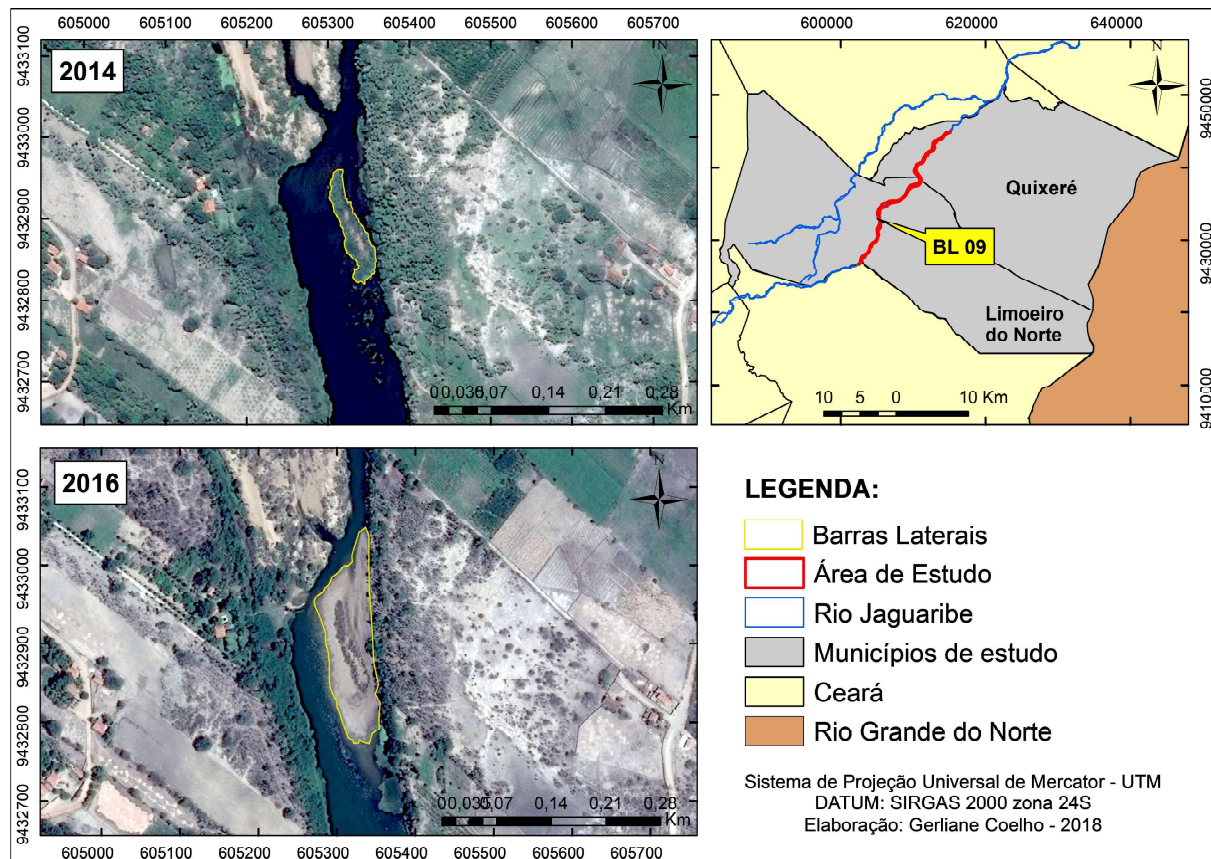 605000 605100 605200 605300 605400 605500 605600 605700
9433100
9433000
9432900
9432800
9432700
2014
N
0 0,035 0,07 0,14 0,21 0,28
Km
600000 620000 640000
N
Quixeré
BL 09
Limoeiro
do Norte
10 5 0 10 Km
9450000
9430000
9410000
2016
N
9433100
9433000
9432900
9432800
9432700
0 0,035 0,07 0,14 0,21 0,28
Km
605000 605100 605200 605300 605400 605500 605600 605700
LEGENDA:
Barras Laterais
Área de Estudo
Rio Jaguaribe
Municípios de estudo
Ceará
Rio Grande do Norte
Sistema de Projeção Universal de Mercator - UTM
DATUM: SIRGAS 2000 zona 24S
Elaboração: Gerliane Coelho - 2018